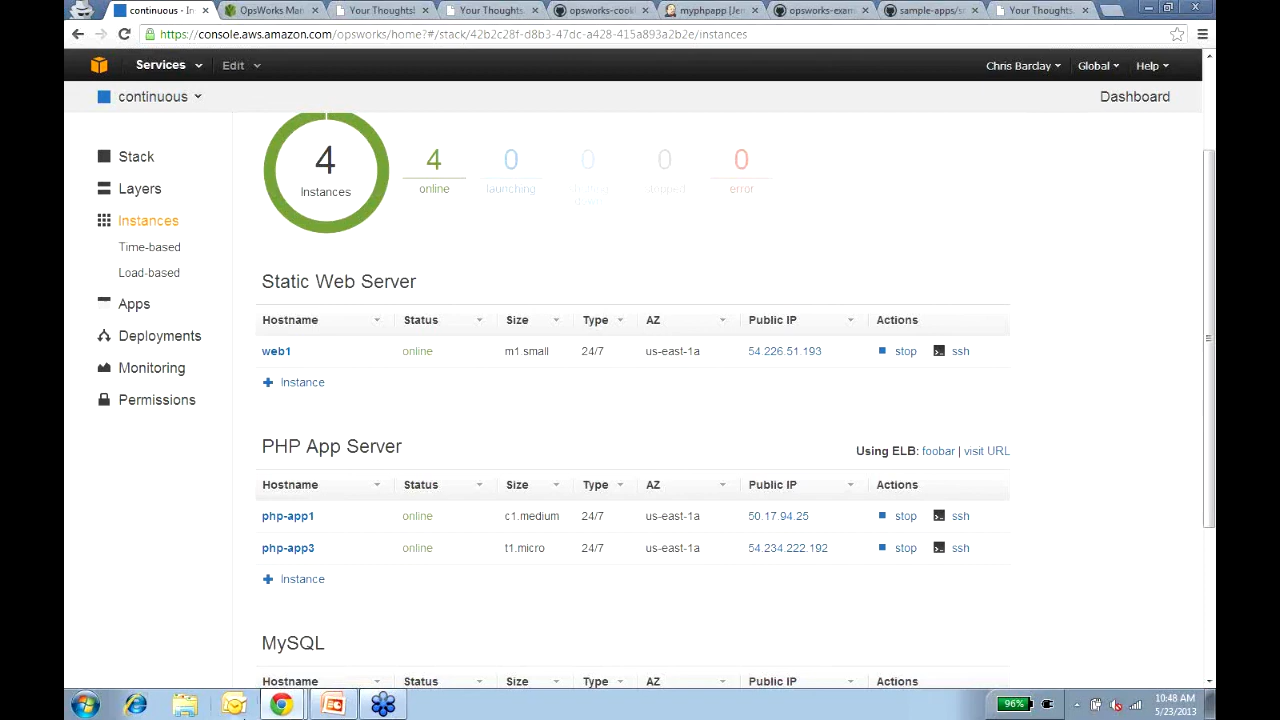 continuous - In
OpsWorks Man
Your Thoughts!
Your Thoughts.
opsworks-cook
myphpapp [Jen
opsworks-exam
sample-apps/s
Your Thoughts.
https://console.aws.amazon.com/opsworks/home?#/stack/42b2c28f-d8b3-47dc-a428-415a893a2b2e/instances
Services Edit Chris Barclay Global Help
continuous Dashboard
Stack
Layers
Instances
Time-based
Load-based
Apps
Deployments
Monitoring
Permissions
4
Instances
4
online
0
launching
0
shutting
down
0
stopped
0
error
Static Web Server
Hostname Status Size Type AZ Public IP Actions
web1 online m1.small 24/7 us-east-1a 54.226.51.193 stop ssh
Instance
PHP App Server Using ELB: foobar | visit URL
Hostname Status Size Type AZ Public IP Actions
php-app1 online c1.medium 24/7 us-east-1a 50.17.94.25 stop ssh
php-app3 online t1.micro 24/7 us-east-1a 54.234.222.192 stop ssh
Instance
MySQL
Hostname Status Size Type AZ Public IP Actions
96%
10:48 AM
5/23/2013